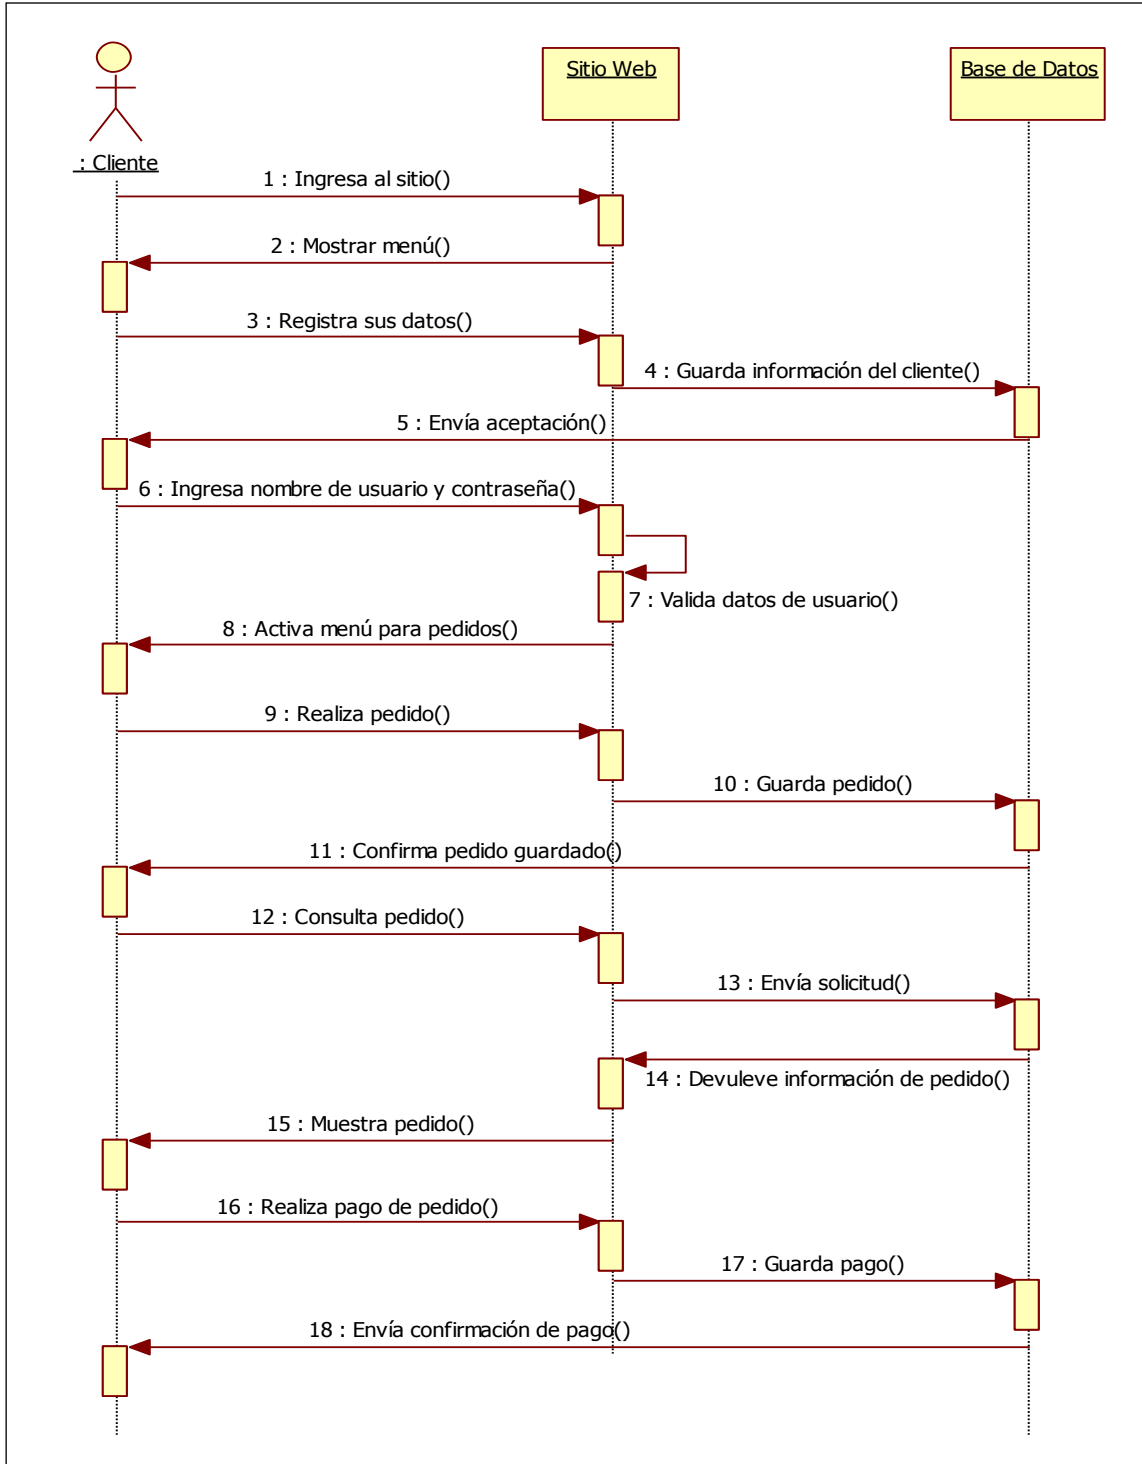 Sitio Web
Base de Datos
: Cliente
1 : Ingresa al sitio()
2 : Mostrar menú()
3 : Registra sus datos()
4 : Guarda información del cliente()
5 : Envía aceptación()
6 : Ingresa nombre de usuario y contraseña()
7 : Valida datos de usuario()
8 : Activa menú para pedidos()
9 : Realiza pedido()
10 : Guarda pedido()
11 : Confirma pedido guardado()
12 : Consulta pedido()
13 : Envía solicitud()
14 : Devuleve información de pedido()
15 : Muestra pedido()
16 : Realiza pago de pedido()
17 : Guarda pago()
18 : Envía confirmación de pago()